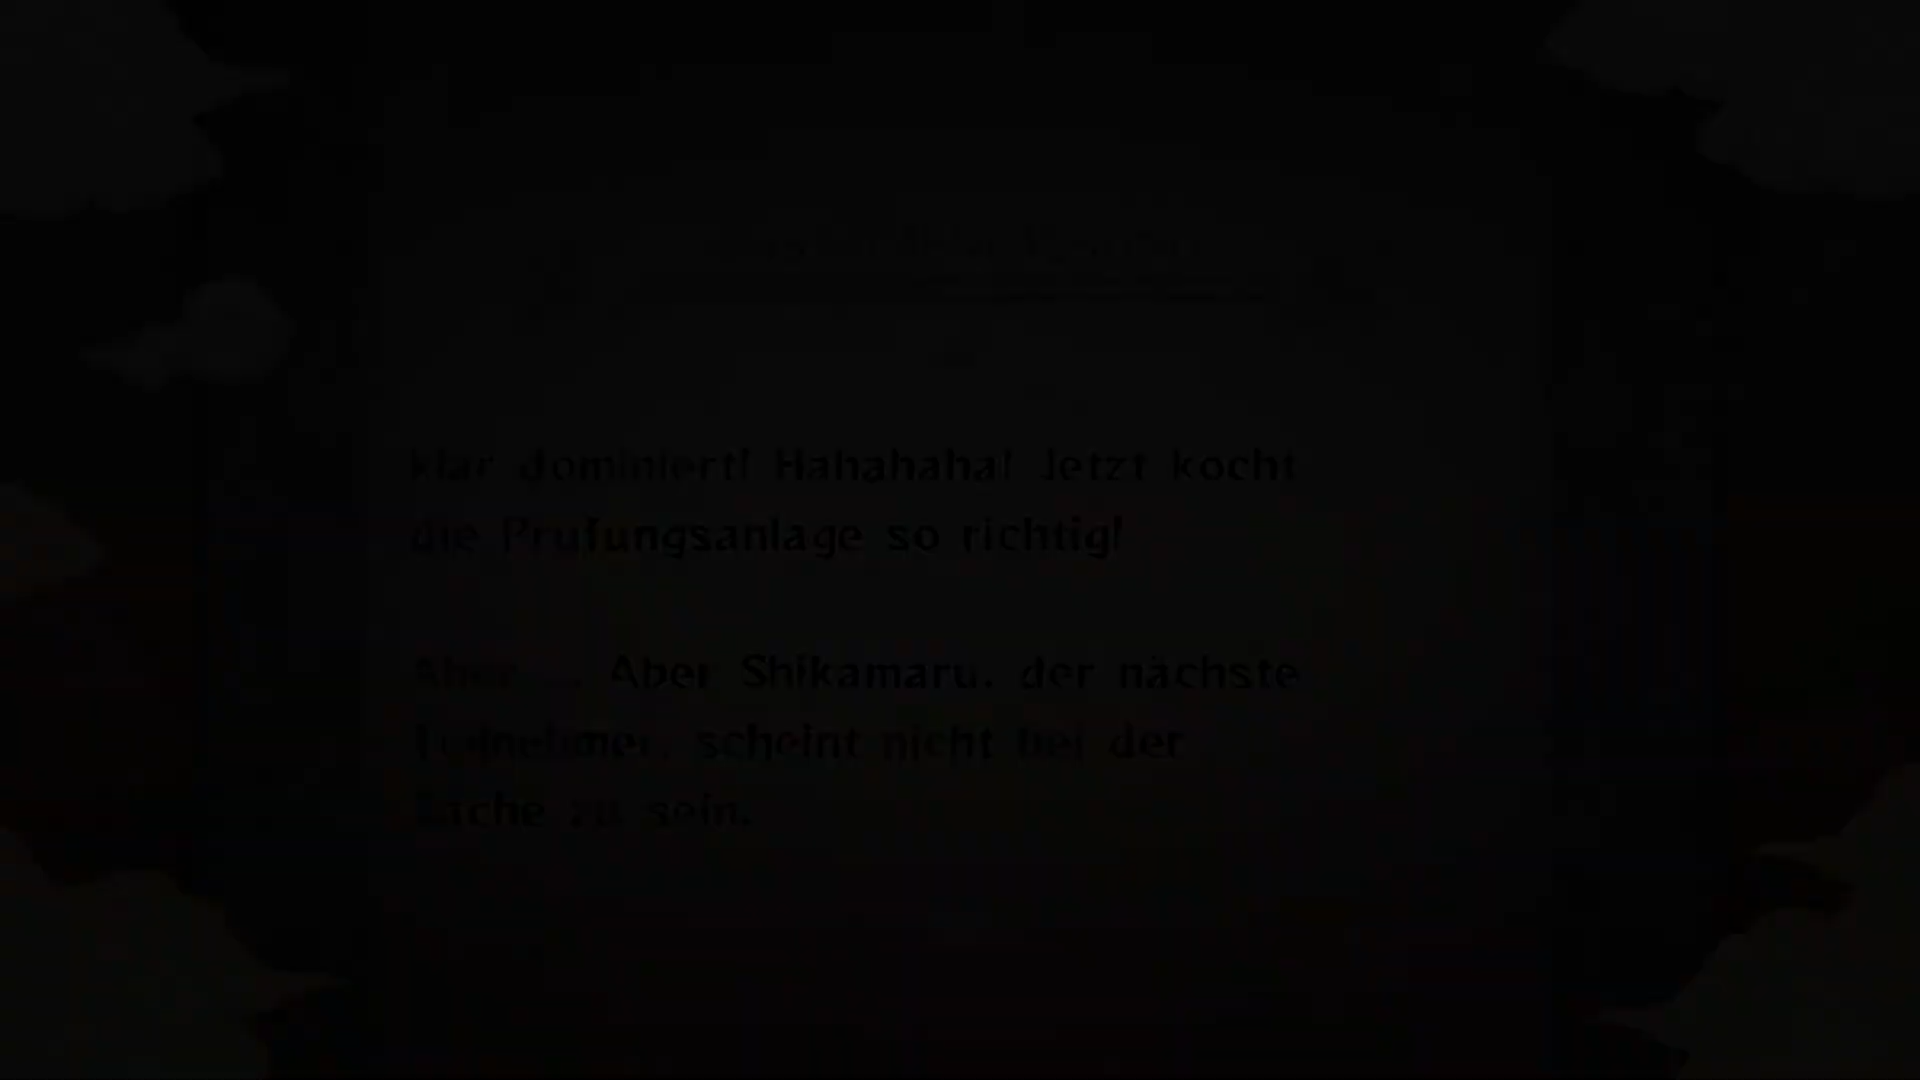 klar dominiert! Hahahaha! Jetzt kocht
die Prüfungsanlage so richtig!
Aber ... Aber Shikamaru, der nächste
Teilnehmer, scheint nicht bei der
Sache zu sein.